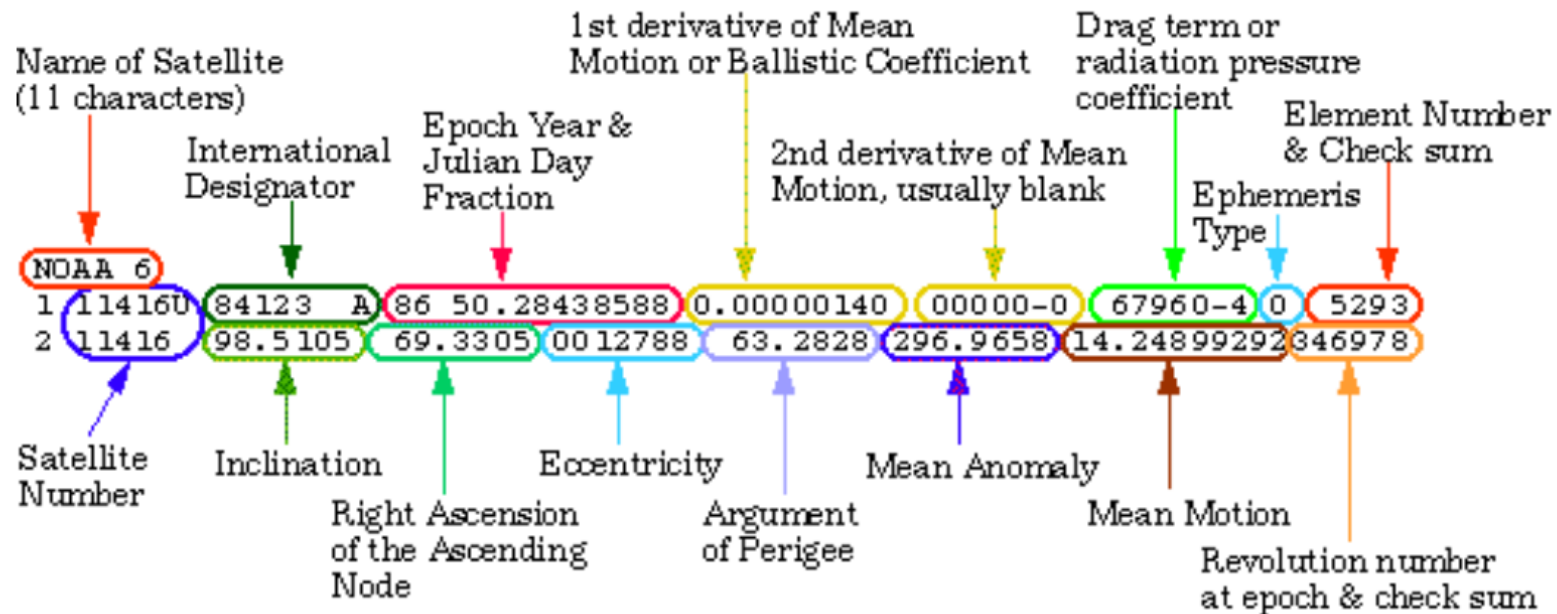 1st derivative of Mean
Motion or Ballistic Coefficient
Drag term or
radiation pressure
coefficient
Name of Satellite
(11 characters)
Element Number
& Check sum
Epoch Year &
Julian Day
Fraction
International
Designator
2nd derivative of Mean
Motion, usually blank
Ephemeris
Type
NOAA 6
1 11416U 84123 A 86 50.28438588 0.00000140 00000-0 67960-4 0 5293
2 11416 98.5105 69.3305 0012788 63.2828 296.9658 14.24899292346978
Satellite
Number
Inclination
Eccentricity
Mean Anomaly
Right Ascension
of the Ascending
Node
Argument
of Perigee
Mean Motion
Revolution number
at epoch & check sum